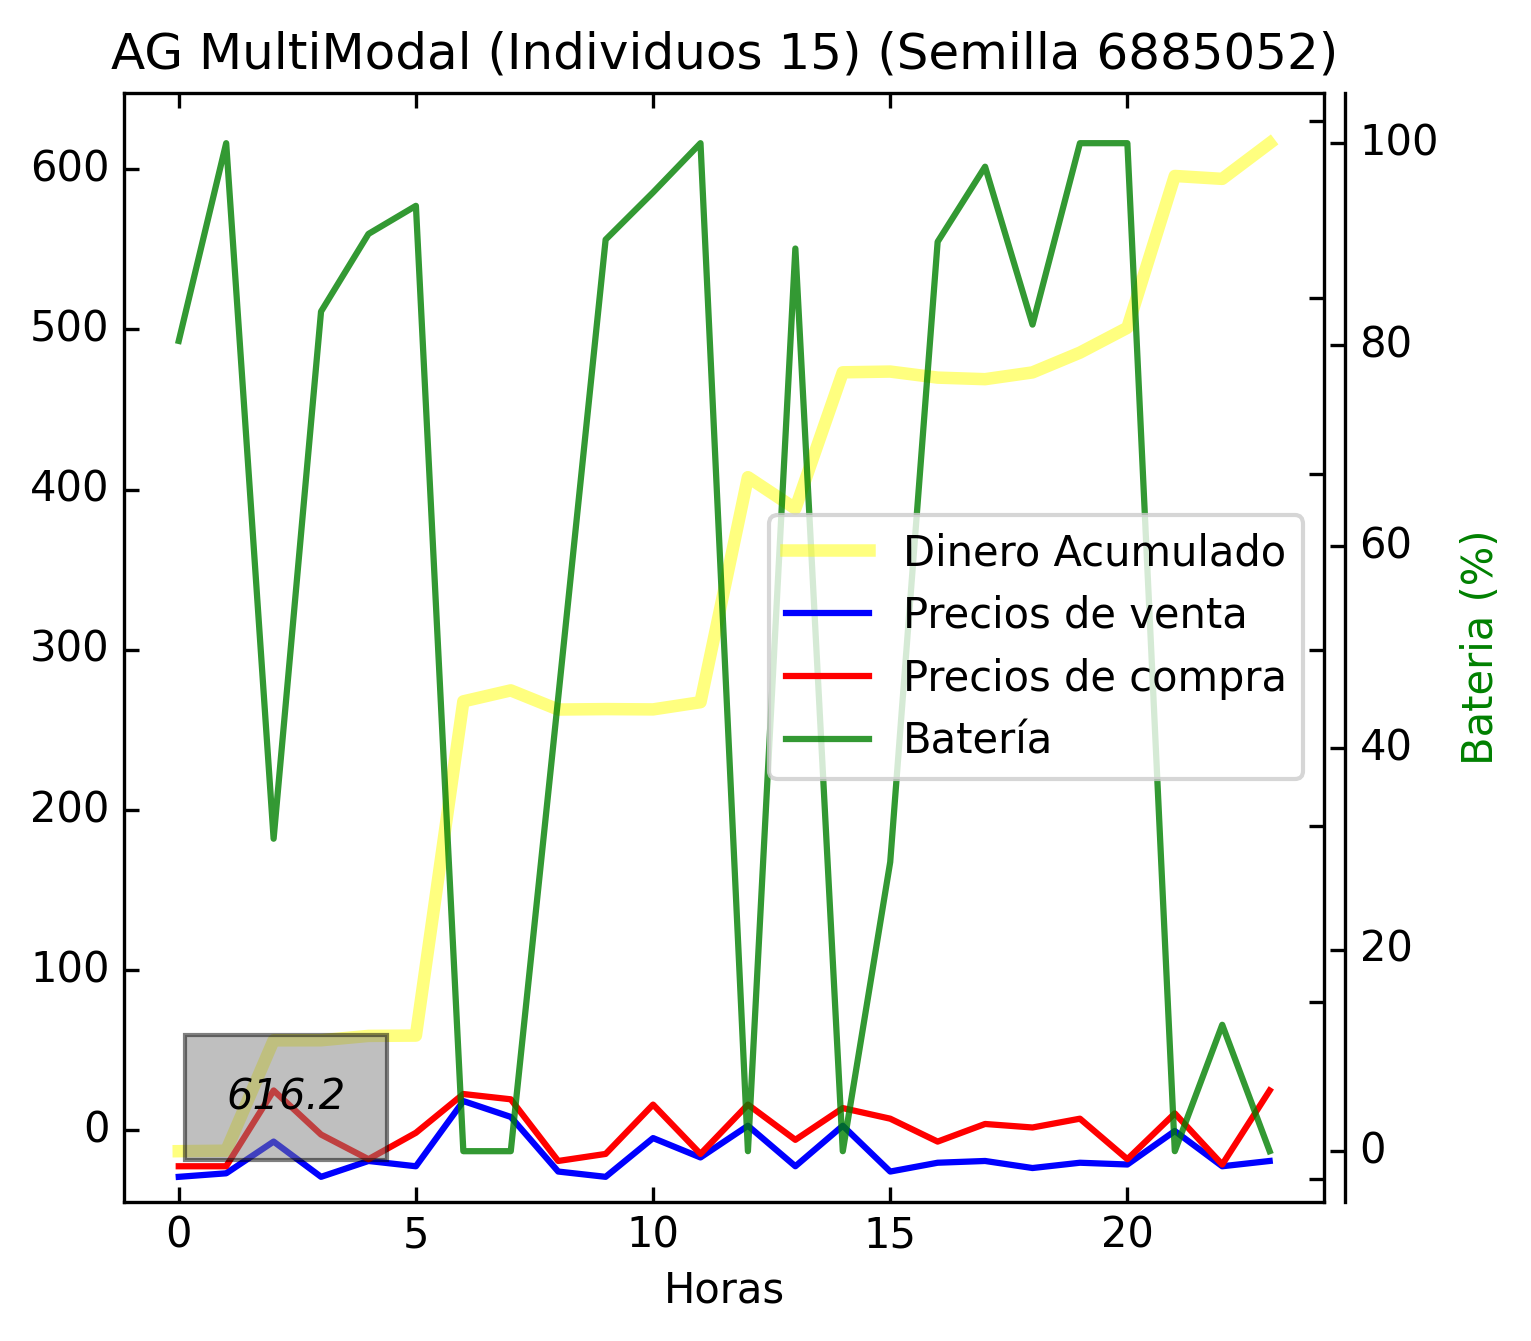 AG MultiModal (Individuos 15) (Semilla 6885052)
600
500
400
300
200
100
0
100
80
60
40
20
0
Bateria (%)
Dinero Acumulado
Precios de venta
Precios de compra
Batería
616.2
0 5 10 15 20
Horas